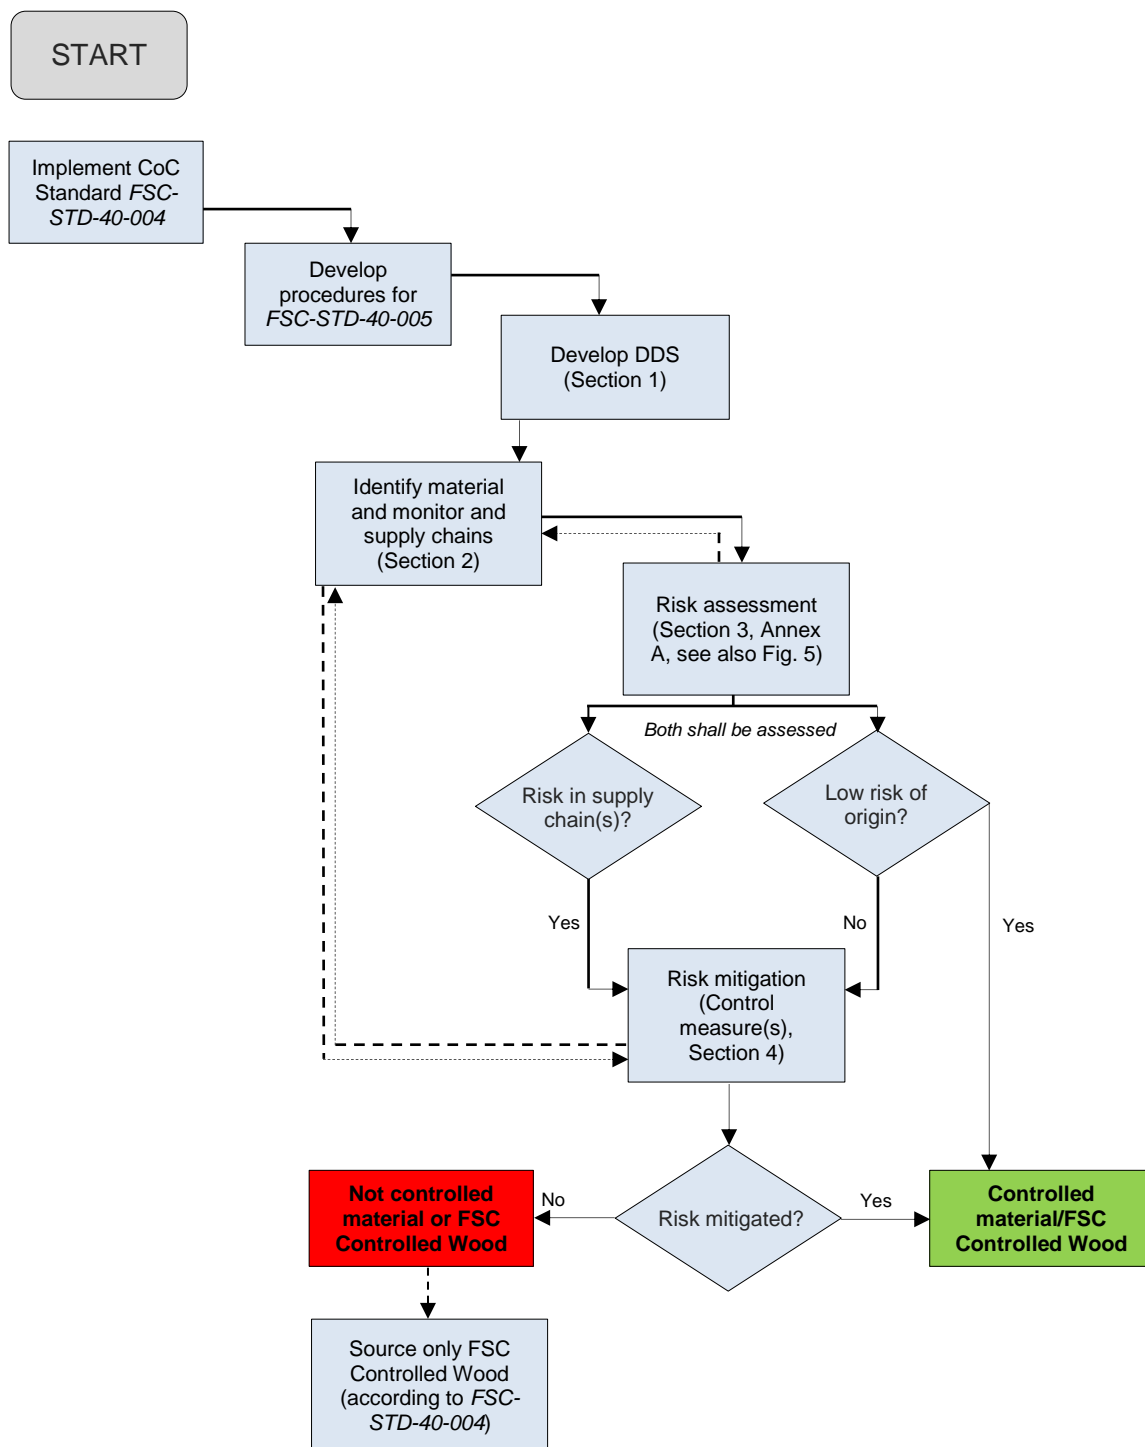 START
Implement CoC
Standard FSC-
STD-40-004
Develop
procedures for
FSC-STD-40-005
Develop DDS
(Section 1)
Identify material
and monitor and
supply chains
(Section 2)
Risk assessment
(Section 3, Annex
A, see also Fig. 5)
Both shall be assessed
Risk in supply
chain(s)?
Low risk of
origin?
Yes
No
Yes
Risk mitigation
(Control
measure(s),
Section 4)
Not controlled
material or FSC
Controlled Wood
No
Risk mitigated?
Yes
Controlled
material/FSC
Controlled Wood
Source only FSC
Controlled Wood
(according to FSC-
STD-40-004)